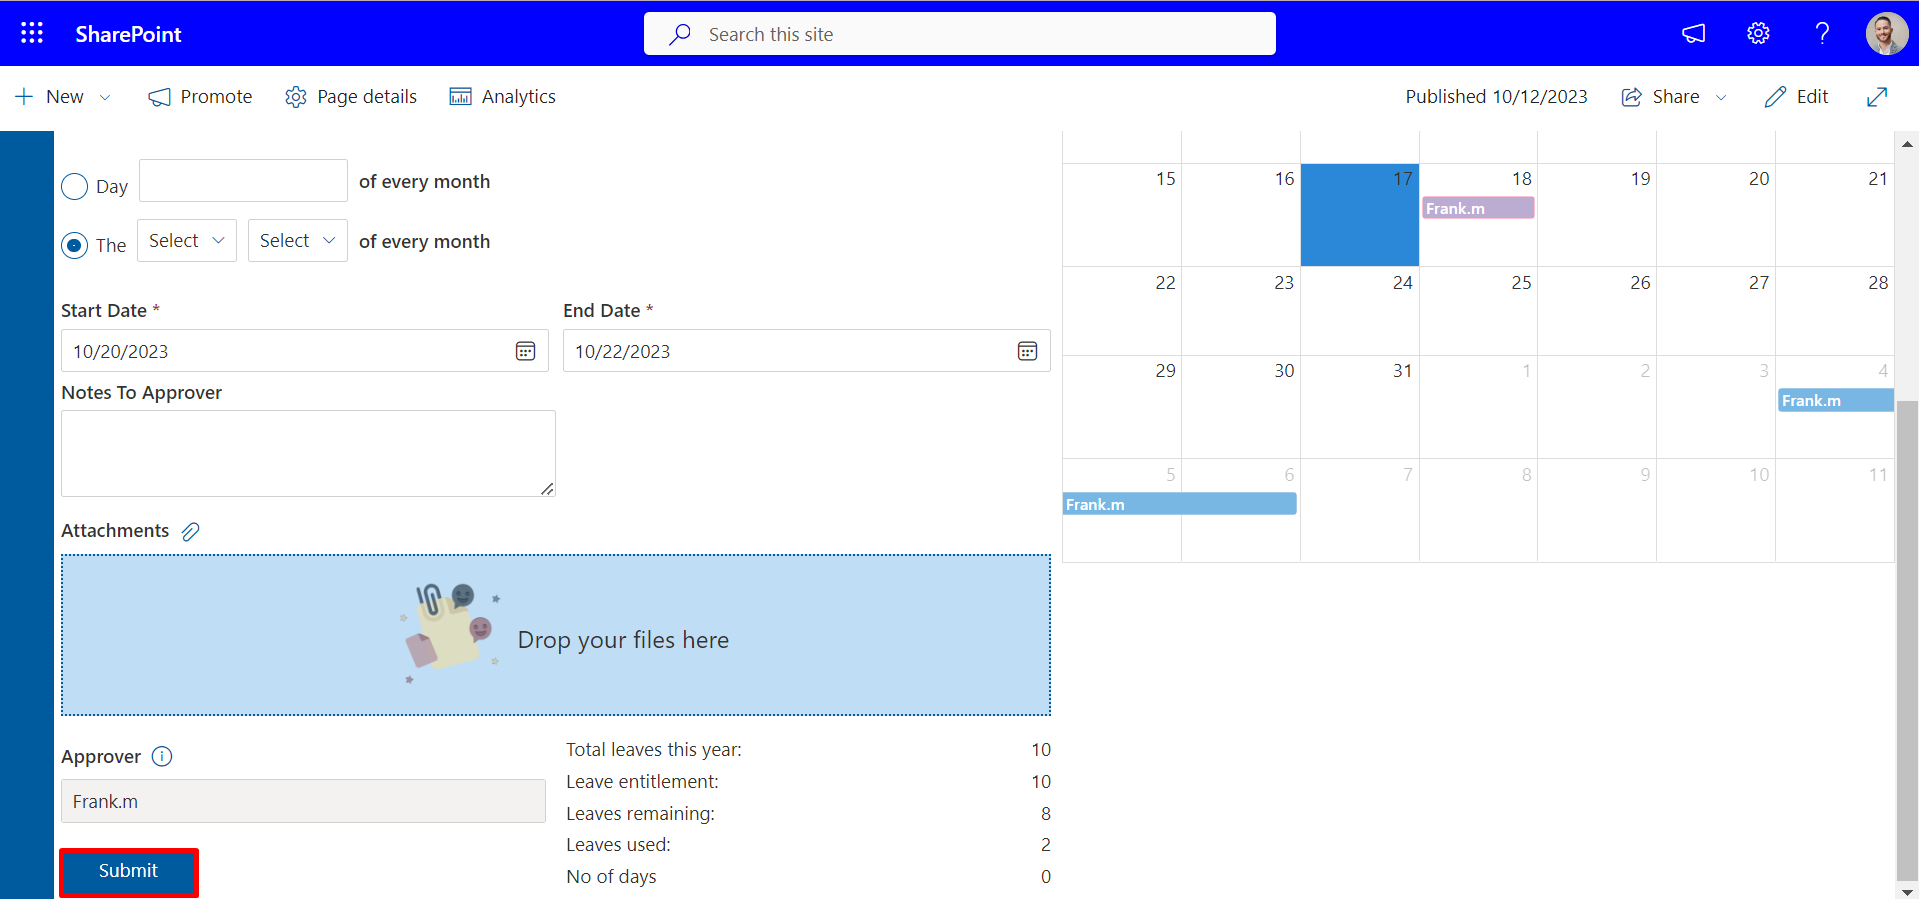 SharePoint
Search this site
?
New
Promote
Page details
Analytics
Published 10/12/2023
Share
Edit
Day
of every month
The
Select
Select
of every month
Start Date *
End Date *
10/20/2023
10/22/2023
Notes To Approver
Attachments
Drop your files here
Approver
Frank.m
Submit
Total leaves this year: 10
Leave entitlement: 10
Leaves remaining: 8
Leaves used: 2
No of days 0
15 16 17 18 19 20 21
Frank.m
22 23 24 25 26 27 28
29 30 31 1 2 3 4
Frank.m
5 6 7 8 9 10 11
Frank.m